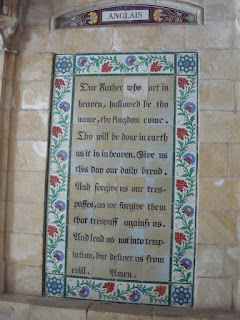 ANGLAIS
Our Father who art in
heaven, hallowed be thy
name, thy Kingdom come.
Thy will be done in earth
as it is in heaven. Give us
this day our daily bread.
And forgive us our tres-
passes, as we forgive them
that trespass against us.
And lead us not into temp-
tation, but deliver us from
evill. Amen.